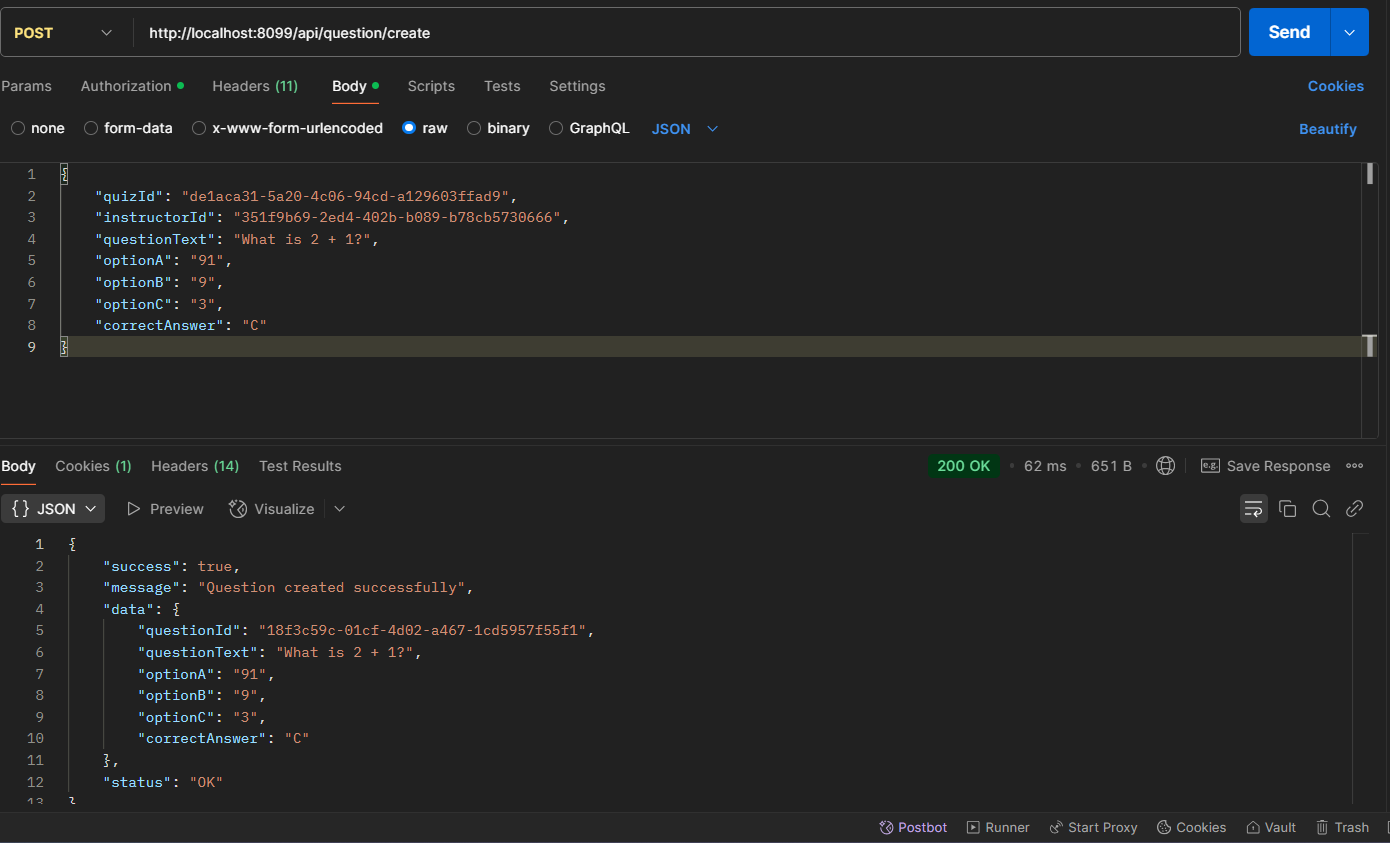 POST http://localhost:8099/api/question/create Send
Params Authorization Headers (11) Body Scripts Tests Settings Cookies
none form-data x-www-form-urlencoded raw binary GraphQL JSON Beautify
1 {
2 "quizId": "de1aca31-5a20-4c06-94cd-a129603ffad9",
3 "instructorId": "351f9b69-2ed4-402b-b089-b78cb5730666",
4 "questionText": "What is 2 + 1?",
5 "optionA": "91",
6 "optionB": "9",
7 "optionC": "3",
8 "correctAnswer": "C"
9 }
Body Cookies (1) Headers (14) Test Results 200 OK • 62 ms • 651 B • e.g. Save Response
{} JSON Preview Visualize
1 {
2 "success": true,
3 "message": "Question created successfully",
4 "data": {
5 "questionId": "18f3c59c-01cf-4d02-a467-1cd5957f55f1",
6 "questionText": "What is 2 + 1?",
7 "optionA": "91",
8 "optionB": "9",
9 "optionC": "3",
10 "correctAnswer": "C"
11 },
12 "status": "OK"
13 }
Postbot Runner Start Proxy Cookies Vault Trash